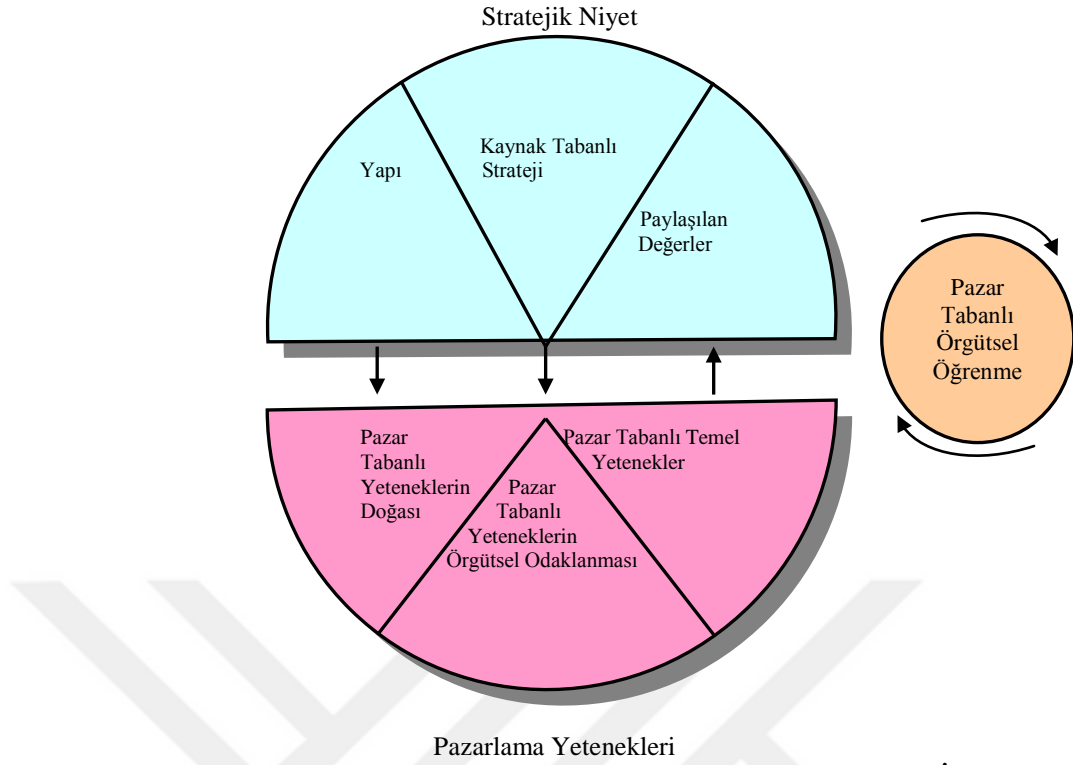 Stratejik Niyet
Yapı
Kaynak Tabanlı
Strateji
Paylaşılan
Değerler
Pazar
Tabanlı
Örgütsel
Öğrenme
Pazar
Tabanlı
Yeteneklerin
Doğası
Pazar
Tabanlı
Yeteneklerin
Örgütsel Odaklanması
Pazar Tabanlı Temel
Yetenekler
Pazarlama Yetenekleri